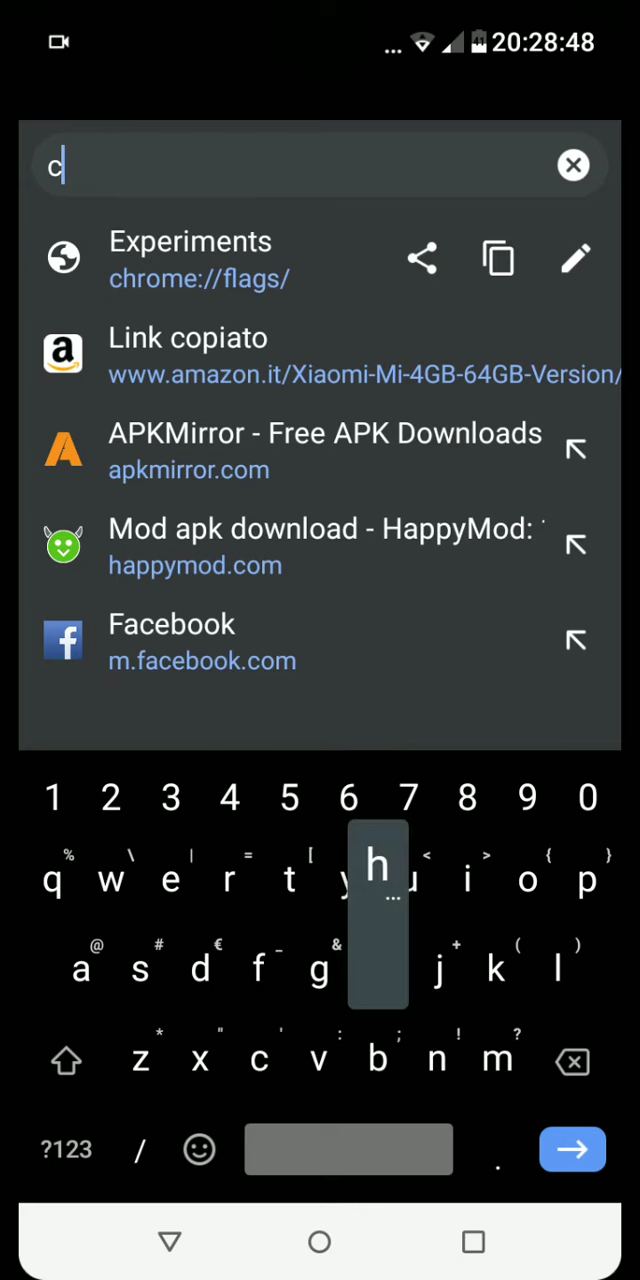 ... 41 20:28:48
c
Experiments
chrome://flags/
Link copiato
www.amazon.it/Xiaomi-Mi-4GB-64GB-Version/
APKMirror - Free APK Downloads
apkmirror.com
Mod apk download - HappyMod:
happymod.com
Facebook
m.facebook.com
1 2 3 4 5 6 7 8 9 0
% \ | = [ < > { }
q w e r t y u i o p
h
...
@ # € _ & + ( )
a s d f g j k l
* " ' : ; ! ?
z x c v b n m
?123 / .